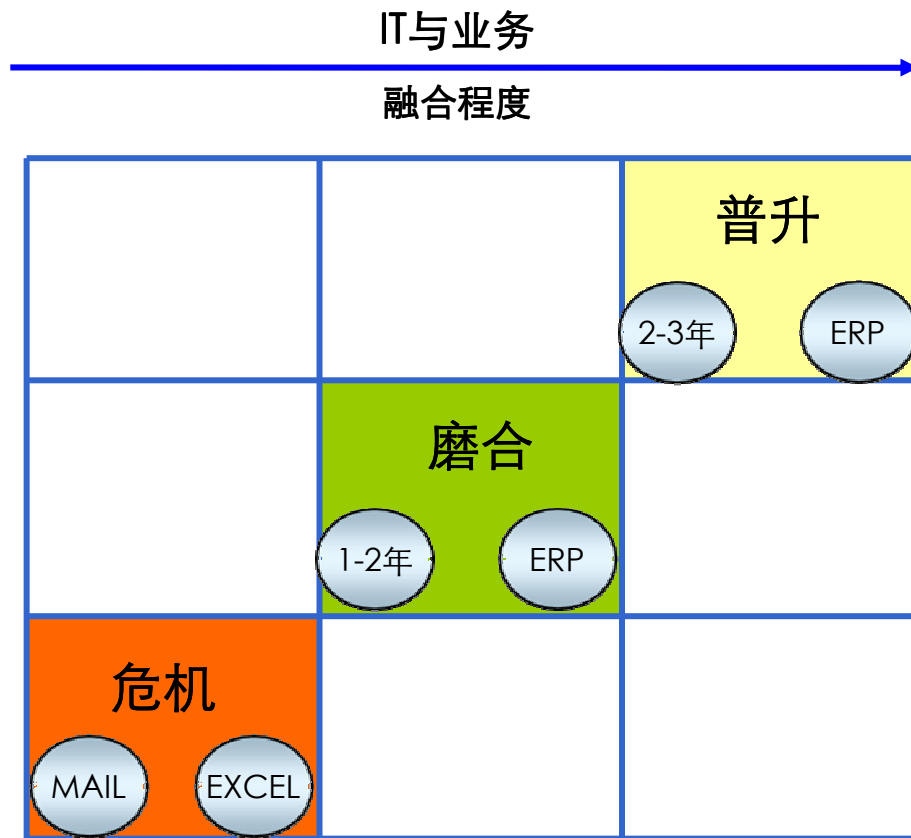 IT与业务
融合程度
普升
2-3年 ERP
磨合
1-2年 ERP
危机
MAIL EXCEL